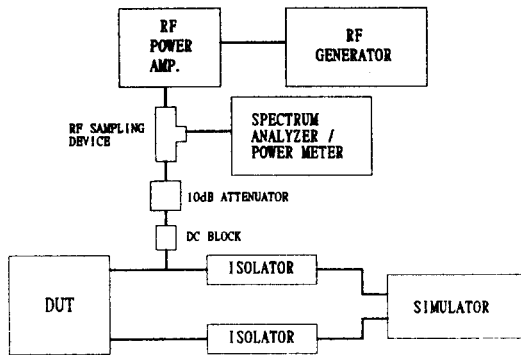 RF
POWER
AMP.
RF
GENERATOR
RF SAMPLING
DEVICE
SPECTRUM
ANALYZER /
POWER METER
10dB ATTENUATOR
DC BLOCK
ISOLATOR
DUT
SIMULATOR
ISOLATOR